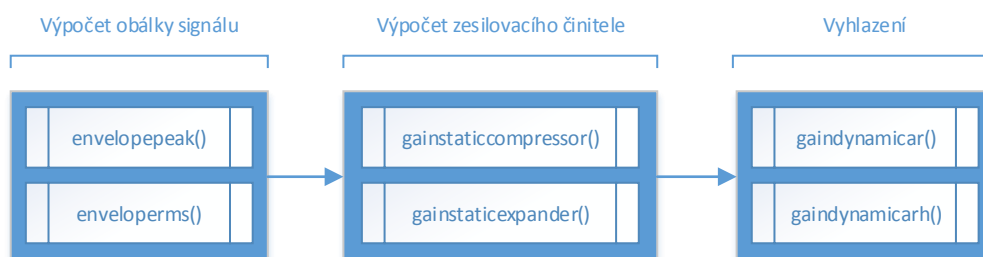 Výpočet obálky signálu
Výpočet zesilovacího činitele
Vyhlazení
envelopepeak()
gainstaticcompressor()
gaindynamicar()
enveloperms()
gainstaticexpander()
gaindynamicarh()